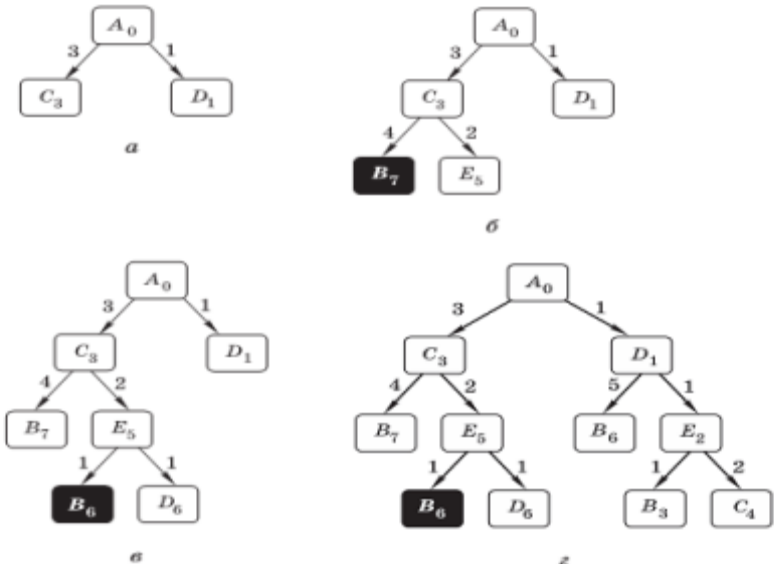 A₀ A₀
3 1 3 1
C₃ D₁ C₃ D₁
а 4 2
B₇ E₅
б
A₀ A₀
3 1 3 1
C₃ D₁ C₃ D₁
4 2 4 2 5 1
B₇ E₅ B₇ E₅ B₆ E₂
1 1 1 1 1 2
B₆ D₆ B₆ D₆ B₃ C₄
в г